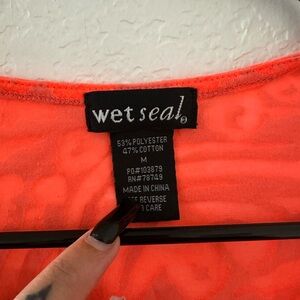 wet seal
53% POLYESTER
47% COTTON
M
PO#103879
RN#78749
MADE IN CHINA
REVERSE
CARE